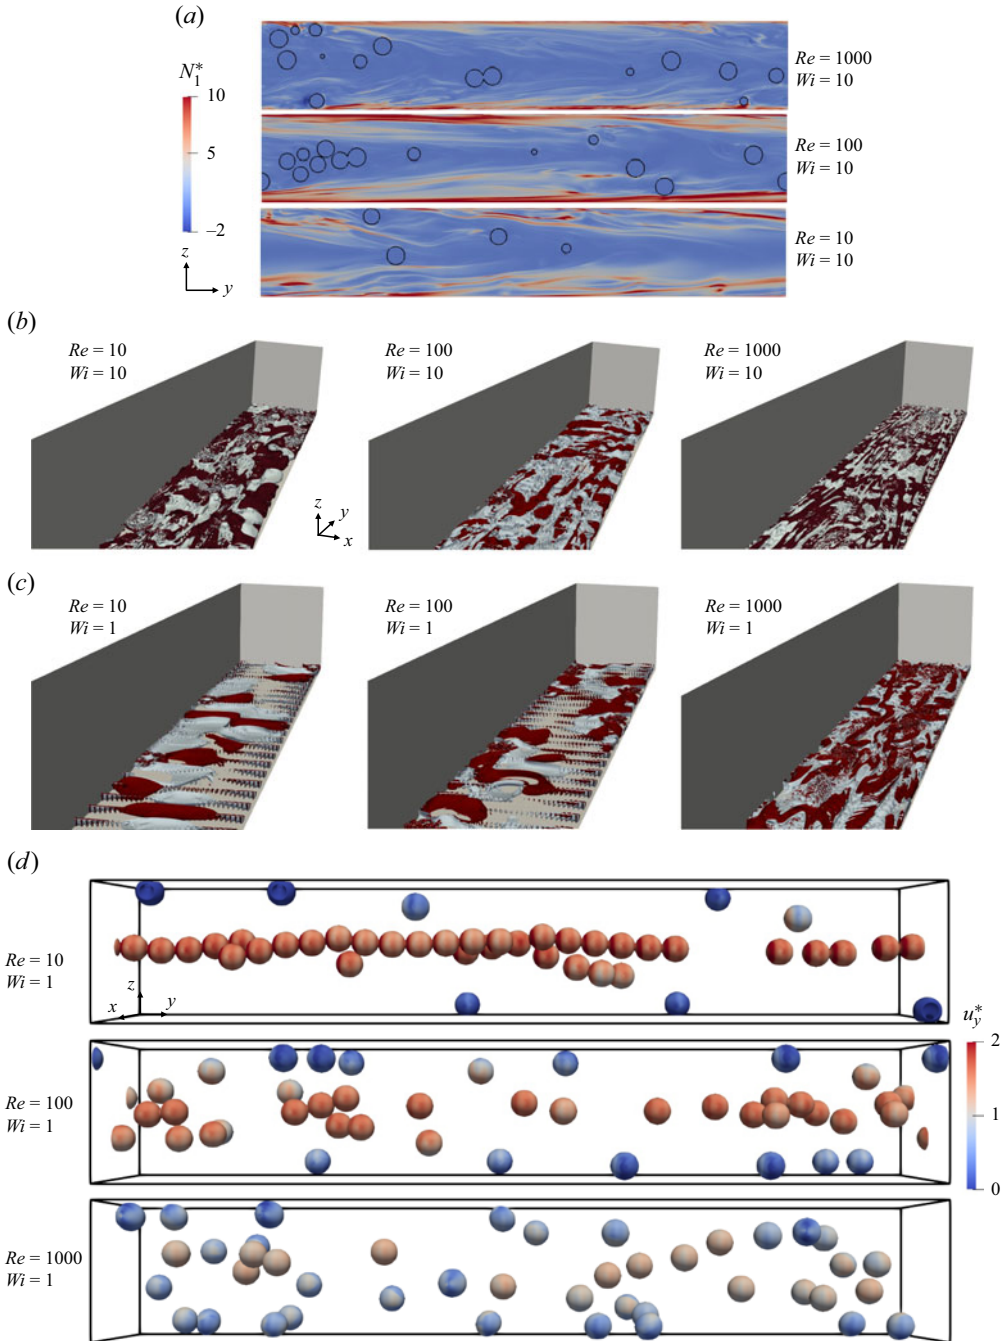 (a)
N₁*
10
5
–2
z
y
Re = 1000
Wi = 10
Re = 100
Wi = 10
Re = 10
Wi = 10
(b)
Re = 10
Wi = 10
Re = 100
Wi = 10
Re = 1000
Wi = 10
z
y
x
(c)
Re = 10
Wi = 1
Re = 100
Wi = 1
Re = 1000
Wi = 1
(d)
Re = 10
Wi = 1
z
x
y
Re = 100
Wi = 1
Re = 1000
Wi = 1
u_y*
2
1
0